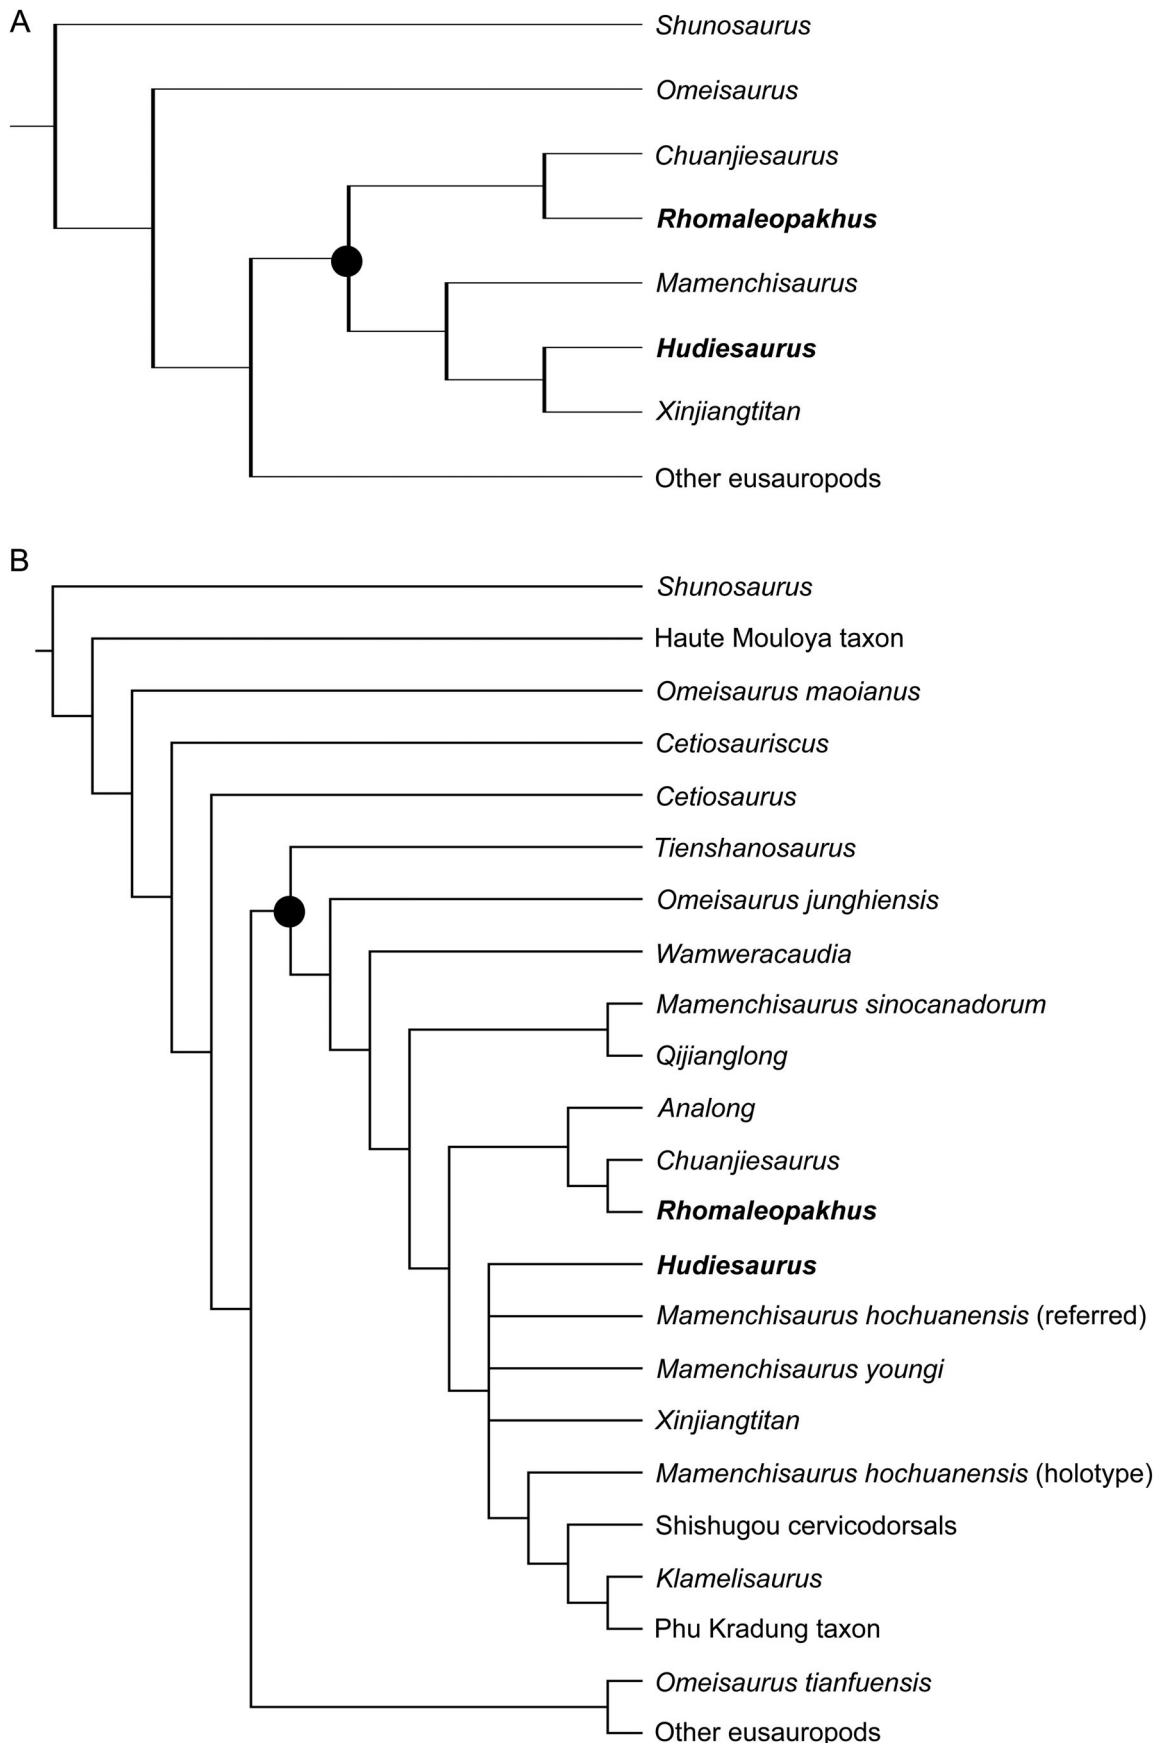 A
Shunosaurus
Omeisaurus
Chuanjiesaurus
Rhomaleopakhus
Mamenchisaurus
Hudiesaurus
Xinjiangtitan
Other eusauropods
B
Shunosaurus
Haute Mouloya taxon
Omeisaurus maoianus
Cetiosauriscus
Cetiosaurus
Tienshanosaurus
Omeisaurus junghiensis
Wamweracaudia
Mamenchisaurus sinocanadorum
Qijianglong
Analong
Chuanjiesaurus
Rhomaleopakhus
Hudiesaurus
Mamenchisaurus hochuanensis (referred)
Mamenchisaurus youngi
Xinjiangtitan
Mamenchisaurus hochuanensis (holotype)
Shishugou cervicodorsals
Klamelisaurus
Phu Kradung taxon
Omeisaurus tianfuensis
Other eusauropods